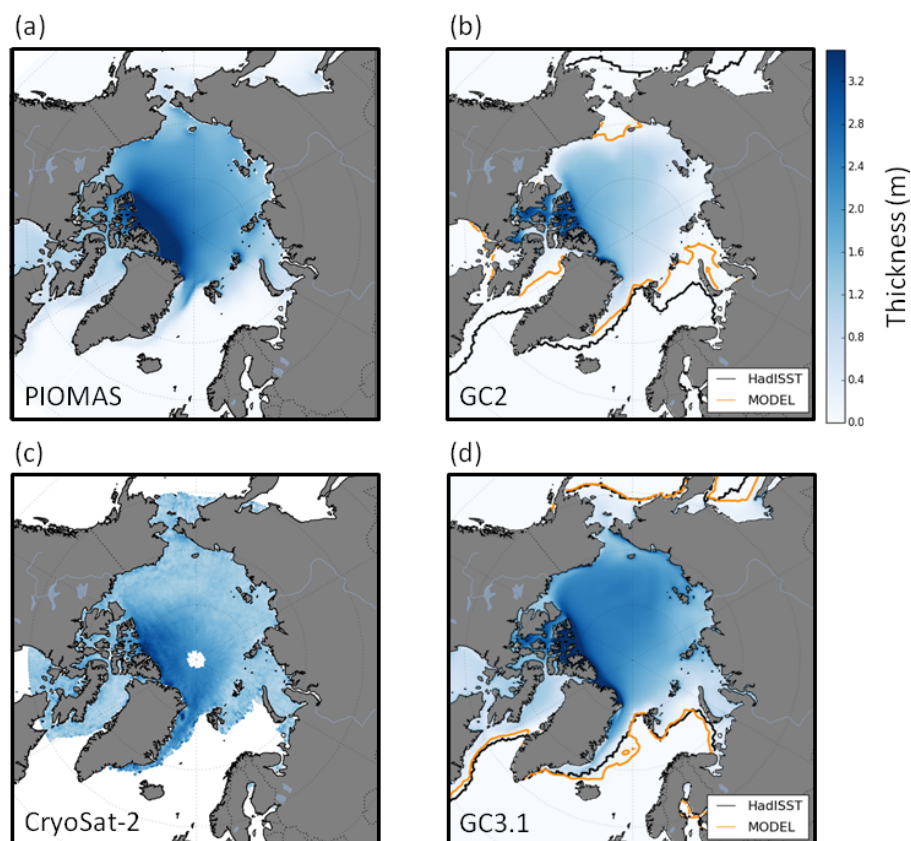 (a)
(b)
PIOMAS
GC2
HadISST
MODEL
3.2
2.8
2.4
2.0
1.6
1.2
0.8
0.4
0.0
Thickness (m)
(c)
(d)
CryoSat-2
GC3.1
HadISST
MODEL